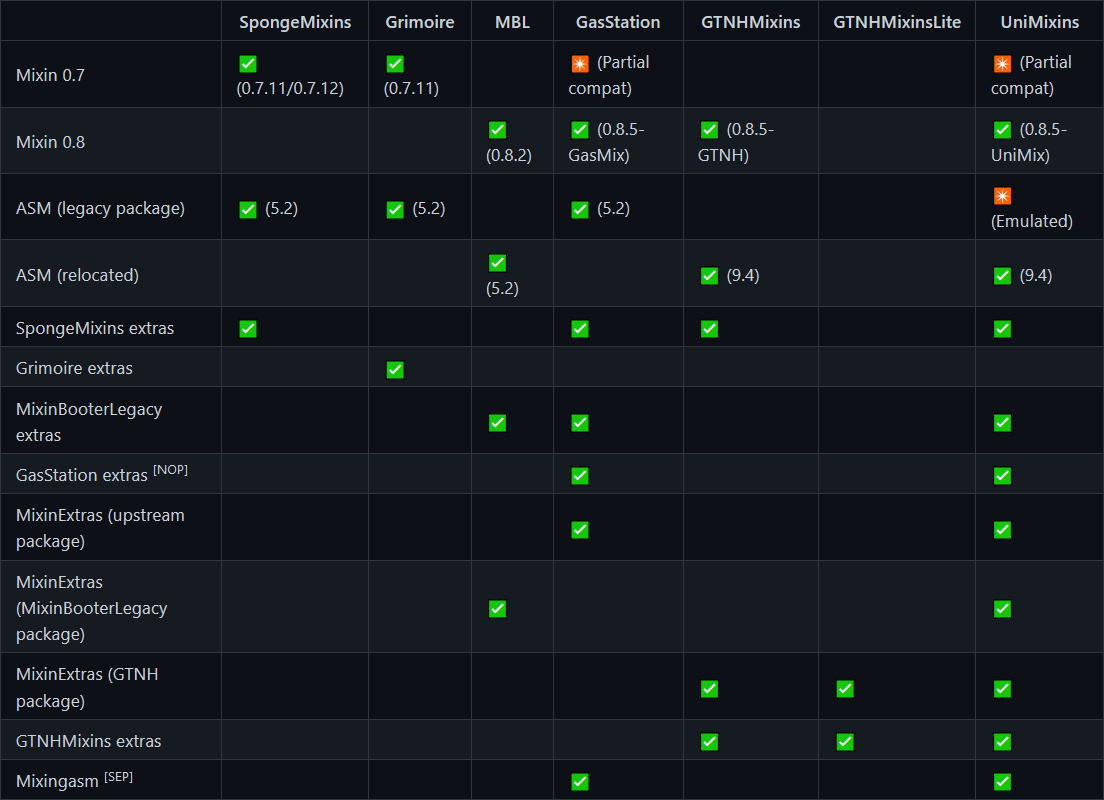 SpongeMixins Grimoire MBL GasStation GTNHMixins GTNHMixinsLite UniMixins
Mixin 0.7 ✅ (0.7.11/0.7.12) ✅ (0.7.11) ✴️ (Partial compat) ✴️ (Partial compat)
Mixin 0.8 ✅ (0.8.2) ✅ (0.8.5-GasMix) ✅ (0.8.5-GTNH) ✅ (0.8.5-UniMix)
ASM (legacy package) ✅ (5.2) ✅ (5.2) ✅ (5.2) ✴️ (Emulated)
ASM (relocated) ✅ (5.2) ✅ (9.4) ✅ (9.4)
SpongeMixins extras ✅ ✅ ✅ ✅
Grimoire extras ✅
MixinBooterLegacy extras ✅ ✅ ✅
GasStation extras [NOP] ✅ ✅
MixinExtras (upstream package) ✅ ✅
MixinExtras (MixinBooterLegacy package) ✅ ✅
MixinExtras (GTNH package) ✅ ✅ ✅
GTNHMixins extras ✅ ✅ ✅
Mixingasm [SEP] ✅ ✅